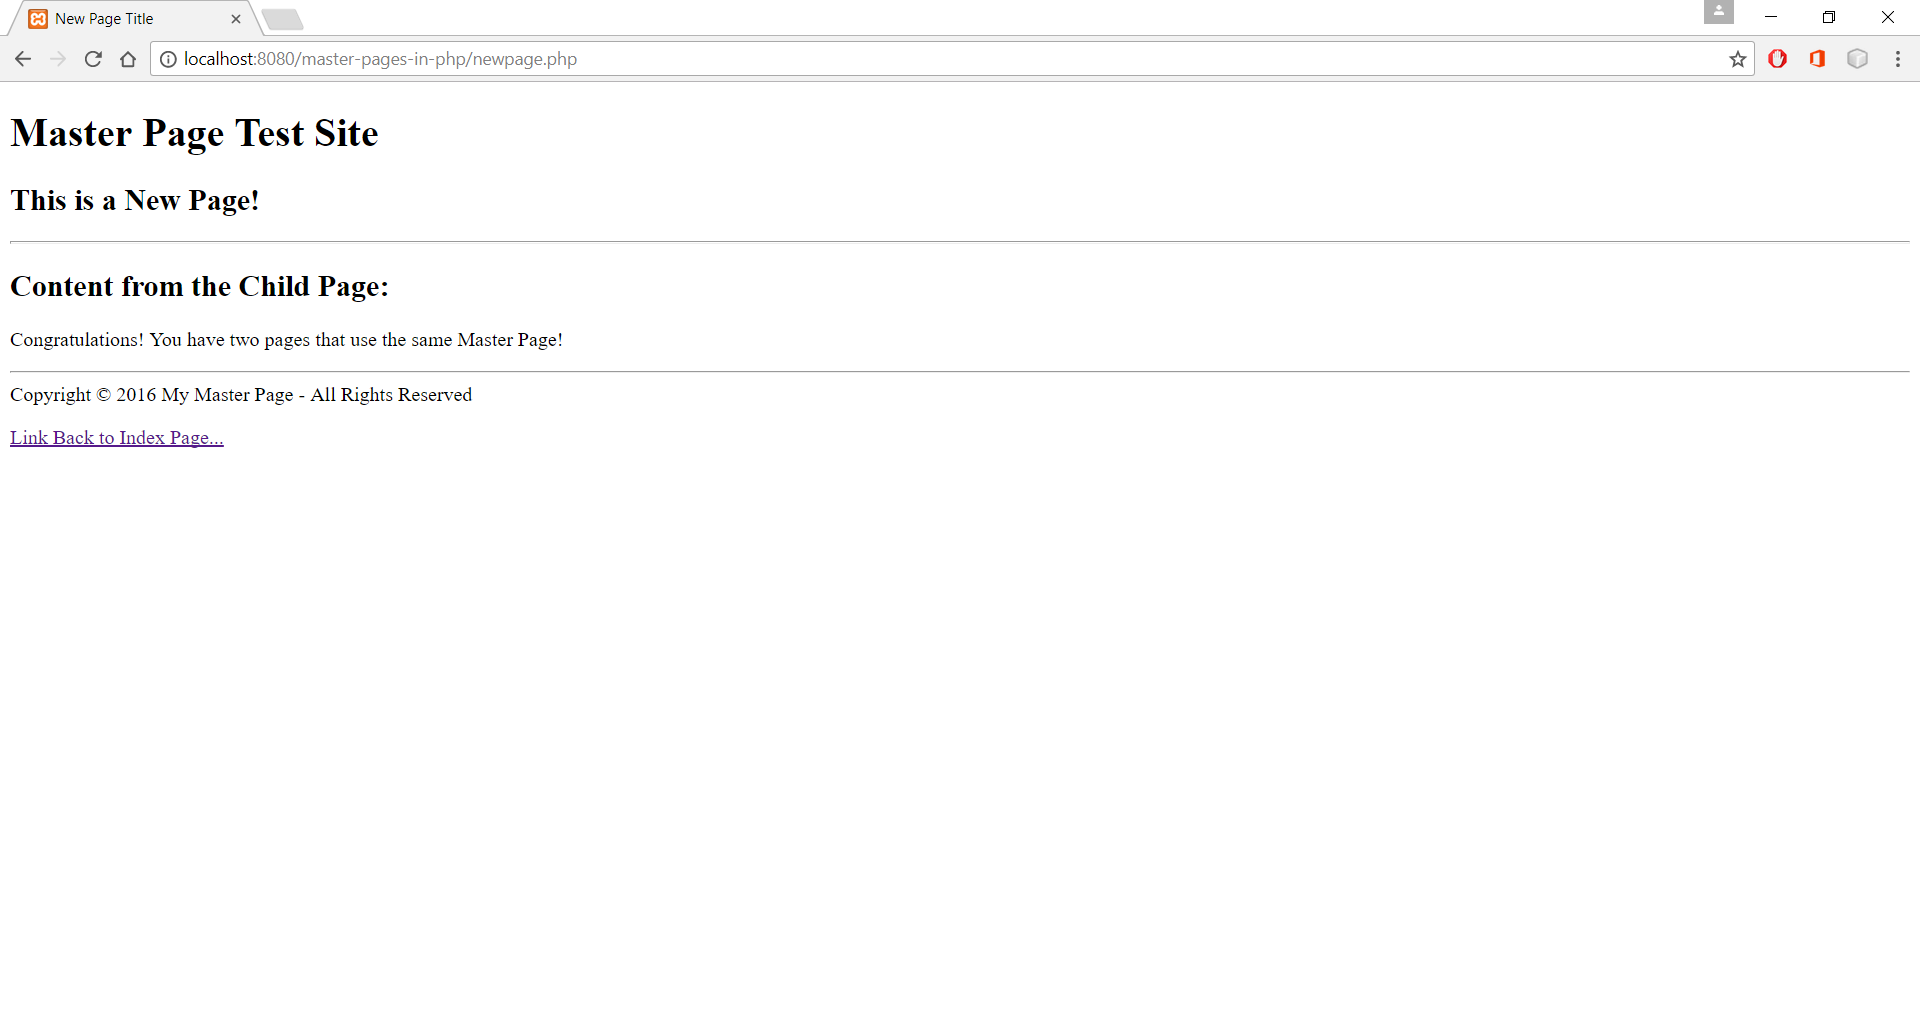 New Page Title
localhost:8080/master-pages-in-php/newpage.php
Master Page Test Site
This is a New Page!
Content from the Child Page:
Congratulations! You have two pages that use the same Master Page!
Copyright © 2016 My Master Page - All Rights Reserved
Link Back to Index Page...